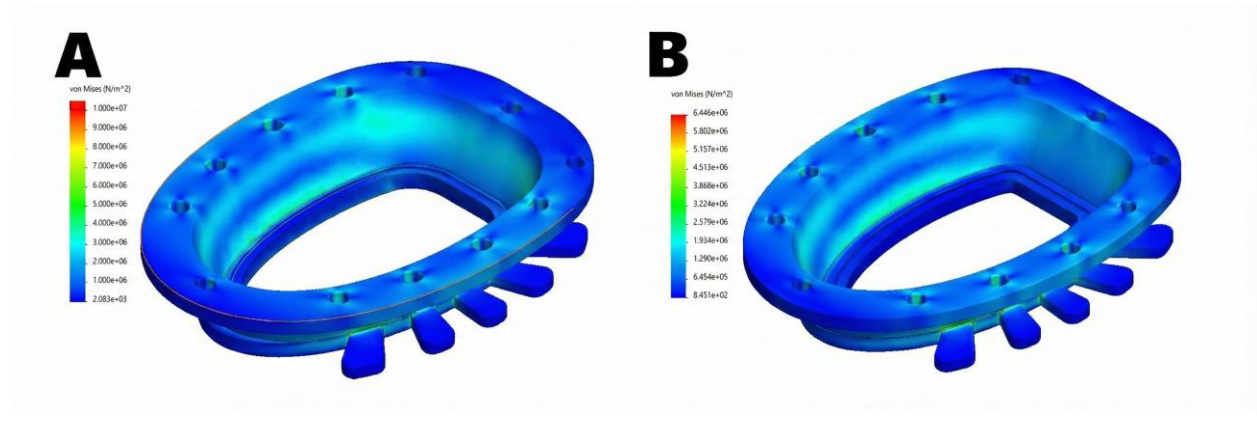 A
von Mises (N/m^2)
1.000e+07
9.000e+06
8.000e+06
7.000e+06
6.000e+06
5.000e+06
4.000e+06
3.000e+06
2.000e+06
1.000e+06
2.083e+03
B
von Mises (N/m^2)
6.446e+06
5.802e+06
5.157e+06
4.513e+06
3.868e+06
3.224e+06
2.579e+06
1.934e+06
1.290e+06
6.454e+05
8.451e+02